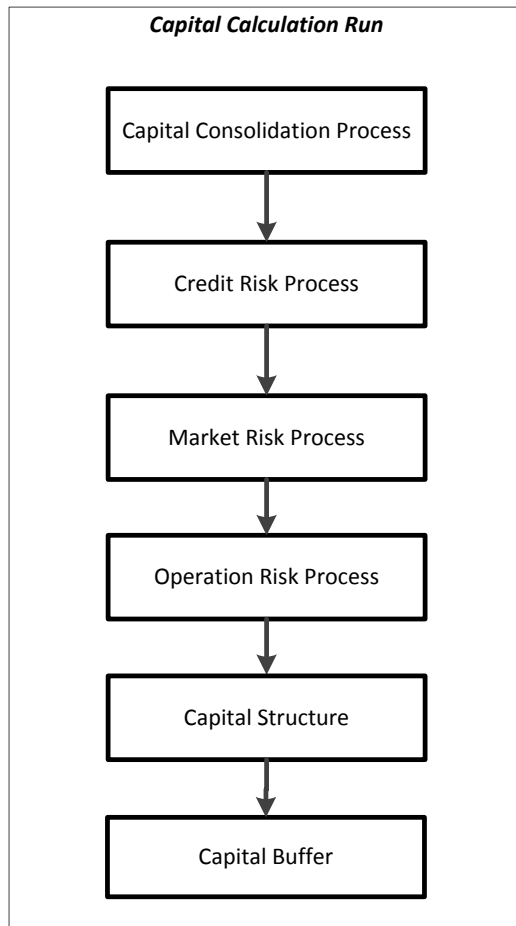 Capital Calculation Run
Capital Consolidation Process
Credit Risk Process
Market Risk Process
Operation Risk Process
Capital Structure
Capital Buffer